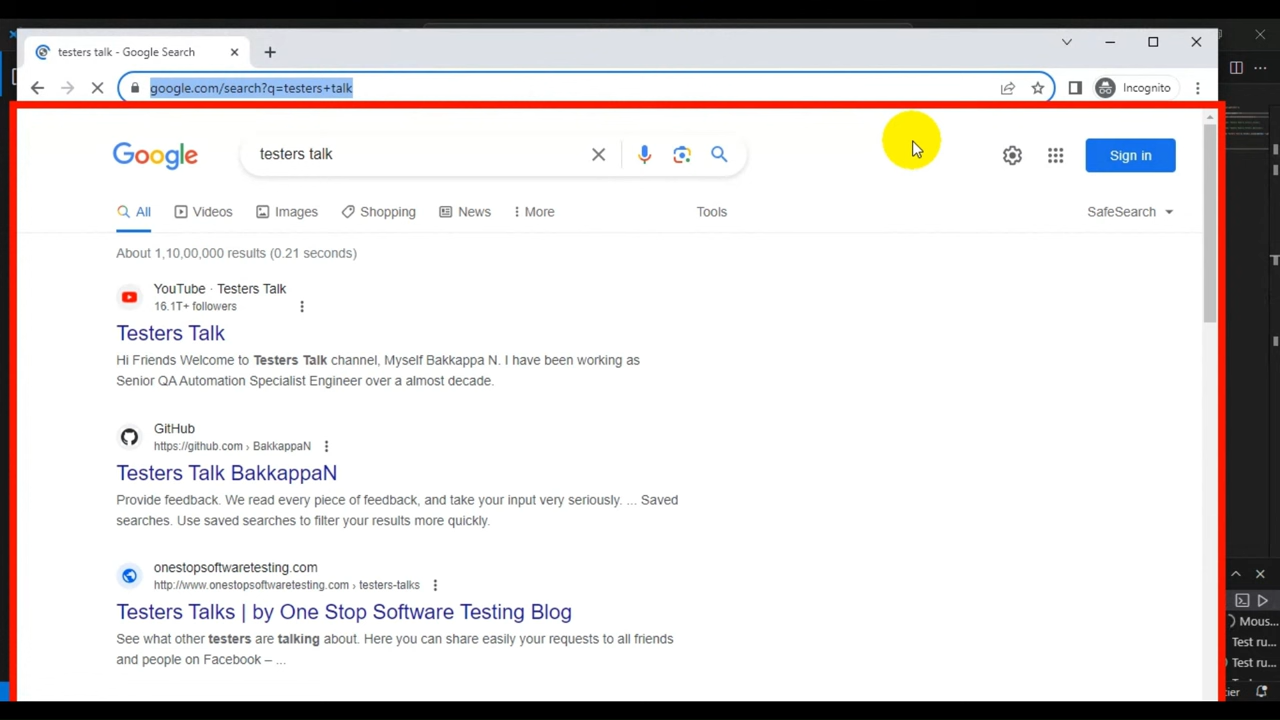 testers talk - Google Search
google.com/search?q=testers+talk
Incognito
Google
testers talk
Sign in
All
Videos
Images
Shopping
News
More
Tools
SafeSearch
About 1,10,00,000 results (0.21 seconds)
YouTube · Testers Talk
16.1T+ followers
Testers Talk
Hi Friends Welcome to Testers Talk channel, Myself Bakkappa N. I have been working as
Senior QA Automation Specialist Engineer over a almost decade.
GitHub
https://github.com › BakkappaN
Testers Talk BakkappaN
Provide feedback. We read every piece of feedback, and take your input very seriously. ... Saved
searches. Use saved searches to filter your results more quickly.
onestopsoftwaretesting.com
http://www.onestopsoftwaretesting.com › testers-talks
Testers Talks | by One Stop Software Testing Blog
See what other testers are talking about. Here you can share easily your requests to all friends
and people on Facebook – ...
Mous...
Test ru...
Test ru...
tier